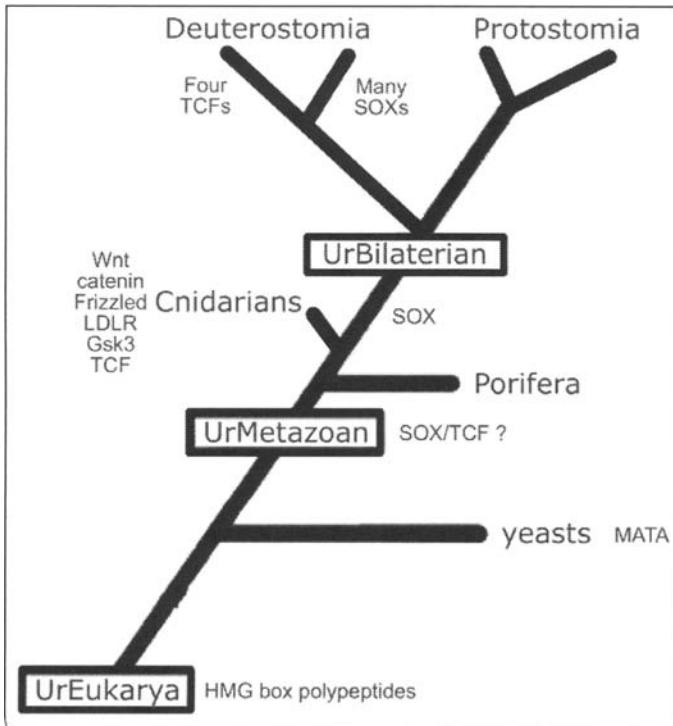 Deuterostomia
Protostomia
Four
TCFs
Many
SOXs
UrBilaterian
Wnt
catenin
Frizzled
LDLR
Gsk3
TCF
Cnidarians
SOX
Porifera
UrMetazoan
SOX/TCF ?
yeasts
MATA
UrEukarya
HMG box polypeptides